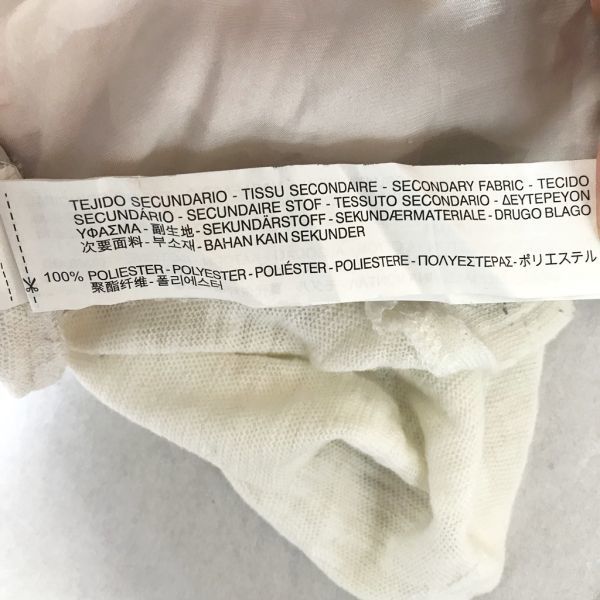 TEJIDO SECUNDARIO - TISSU SECONDAIRE - SECONDARY FABRIC - TECIDO
SECUNDÁRIO - SECUNDAIRE STOF - TESSUTO SECONDARIO - ΔΕΥΤΕΡΕΥΟΝ
ΥΦΑΣΜΑ - 副生地 - SEKUNDÄRSTOFF - SEKUNDÆRMATERIALE - DRUGO BLAGO
次要面料 - 부소재 - BAHAN KAIN SEKUNDER
100% POLIESTER - POLYESTER - POLIÉSTER - POLIESTERE - ΠΟΛΥΕΣΤΕΡΑΣ - ポリエステル
聚酯纤维 - 폴리에스터